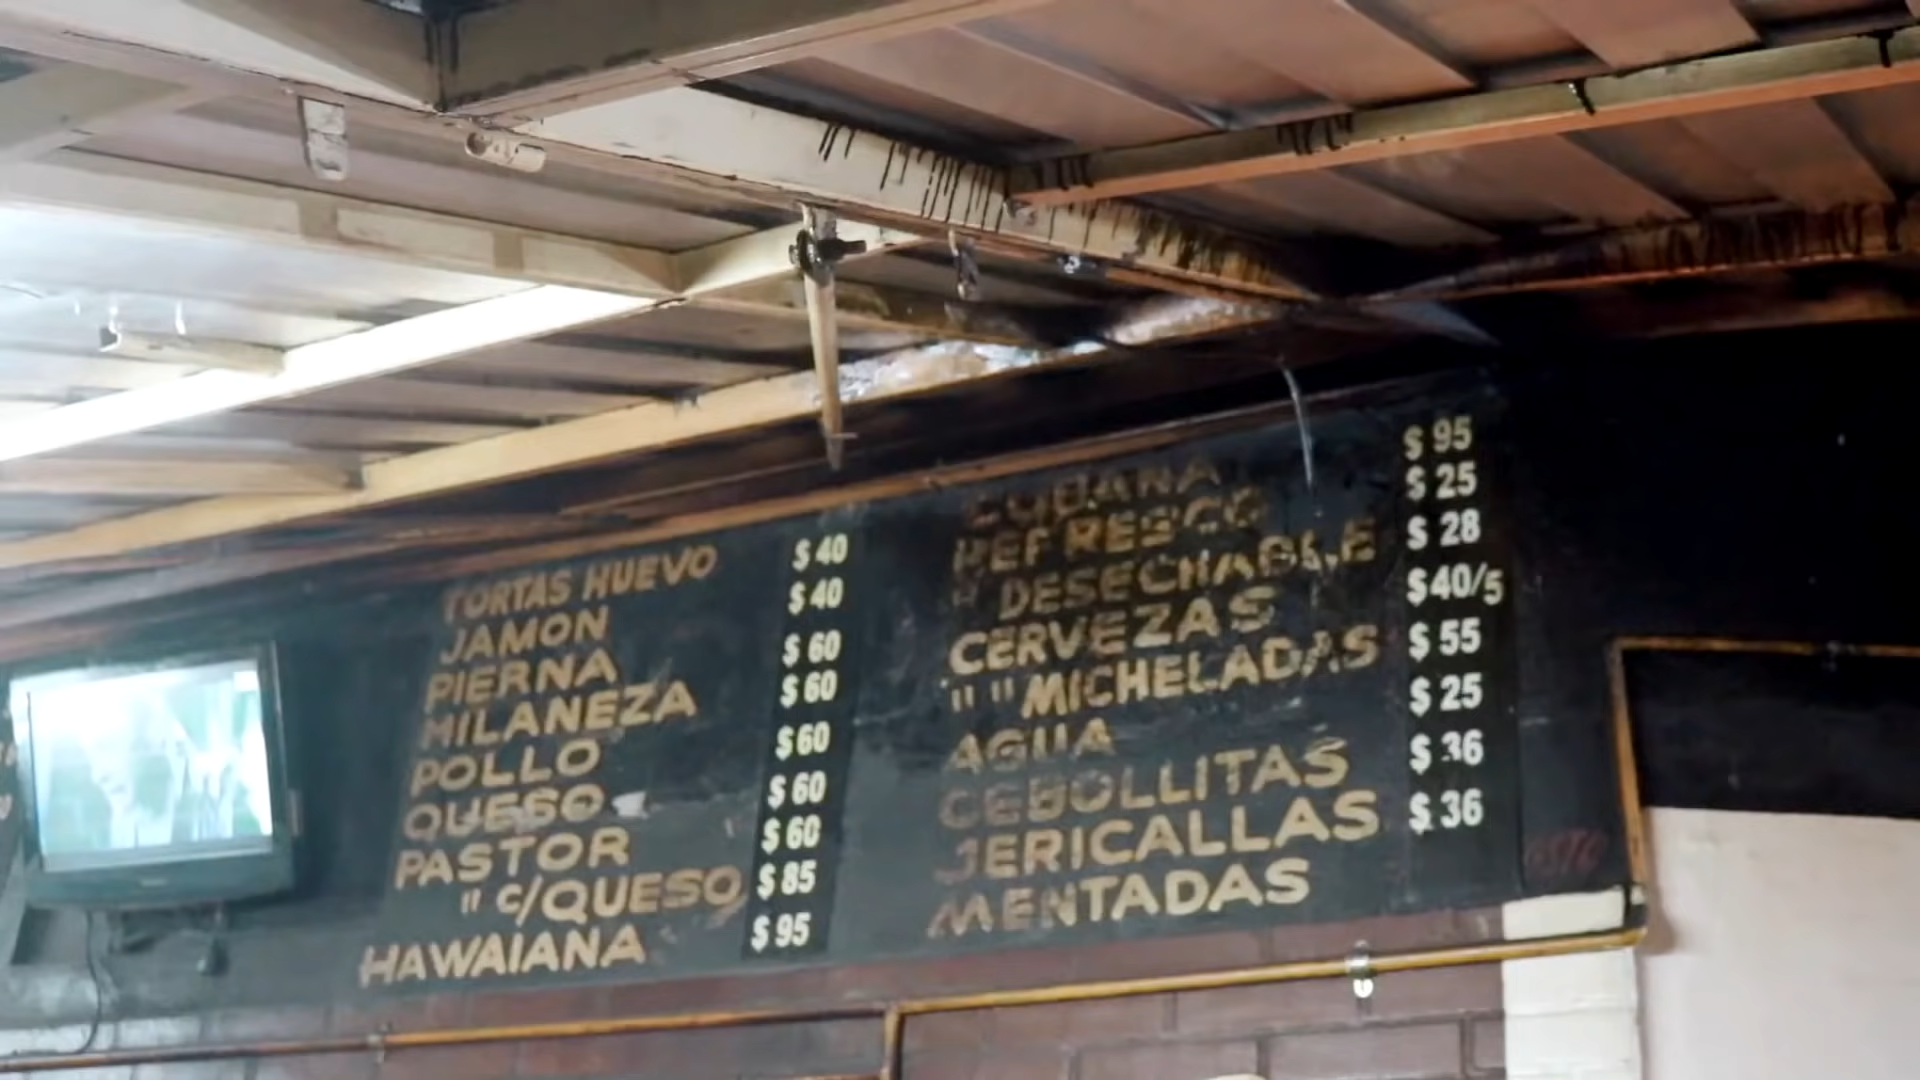 TORTAS HUEVO $ 40
JAMON $ 40
PIERNA $ 60
MILANEZA $ 60
POLLO $ 60
QUESO $ 60
PASTOR $ 60
" C/QUESO $ 85
HAWAIANA $ 95
CUBANA $ 95
REFRESCO $ 25
" DESECHABLE $ 28
CERVEZAS $40/5
" " MICHELADAS $ 55
AGUA $ 25
CEBOLLITAS $ 36
JERICALLAS $ 36
MENTADAS